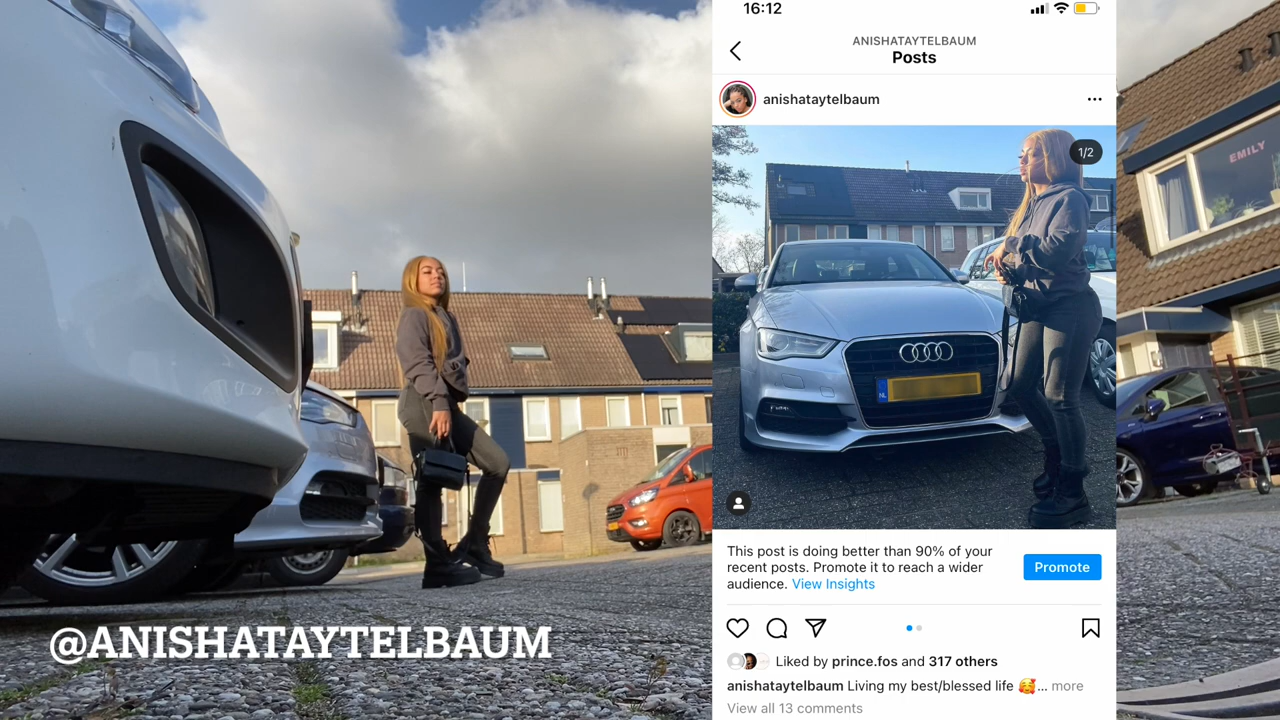 16:12
ANISHATAYTELBAUM
Posts
anishataytelbaum
1/2
NL
EMILY
This post is doing better than 90% of your
recent posts. Promote it to reach a wider
audience. View Insights
Promote
Liked by prince.fos and 317 others
anishataytelbaum Living my best/blessed life 🥰... more
View all 13 comments
@ANISHATAYTELBAUM